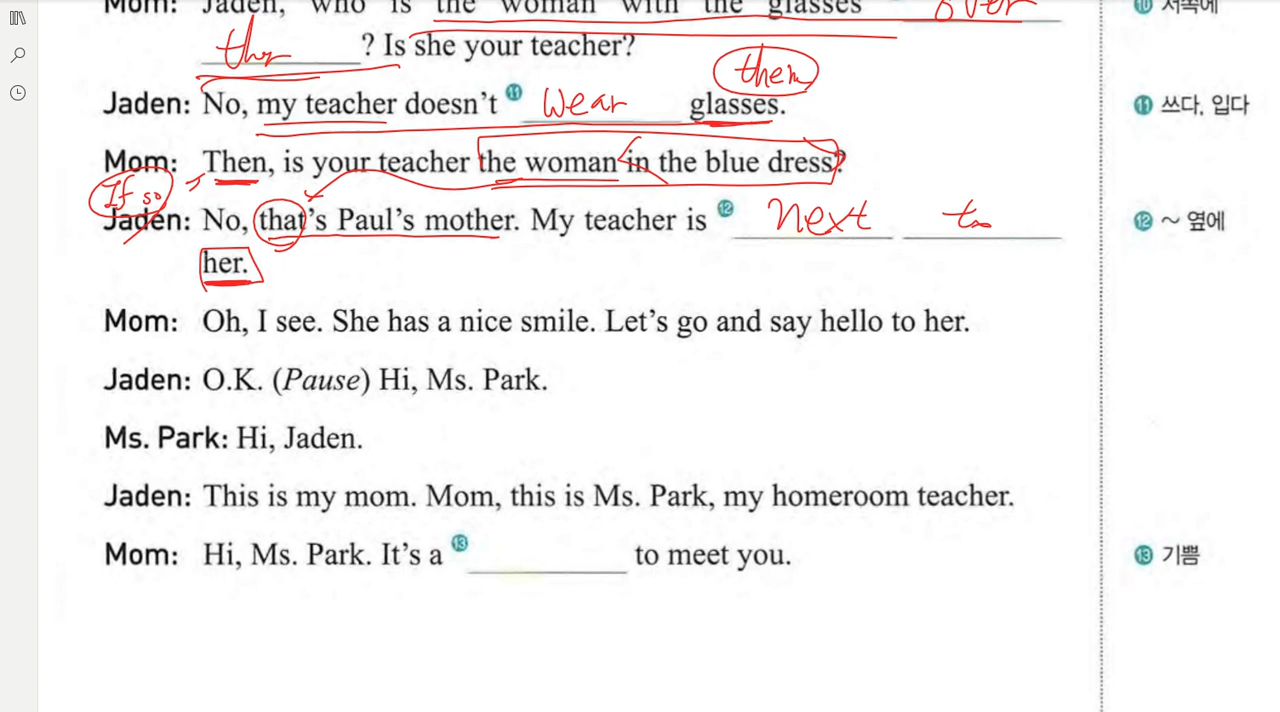 Mom: Jaden, who is the woman with the glasses over ⑩ 저쪽에
ther ? Is she your teacher?
them
Jaden: No, my teacher doesn't ⑪ wear glasses. ⑪ 쓰다, 입다
Mom: Then, is your teacher the woman in the blue dress?
If so
Jaden: No, that's Paul's mother. My teacher is ⑫ next to ⑫ ~ 옆에
her.
Mom: Oh, I see. She has a nice smile. Let's go and say hello to her.
Jaden: O.K. (Pause) Hi, Ms. Park.
Ms. Park: Hi, Jaden.
Jaden: This is my mom. Mom, this is Ms. Park, my homeroom teacher.
Mom: Hi, Ms. Park. It's a ⑬ to meet you. ⑬ 기쁨